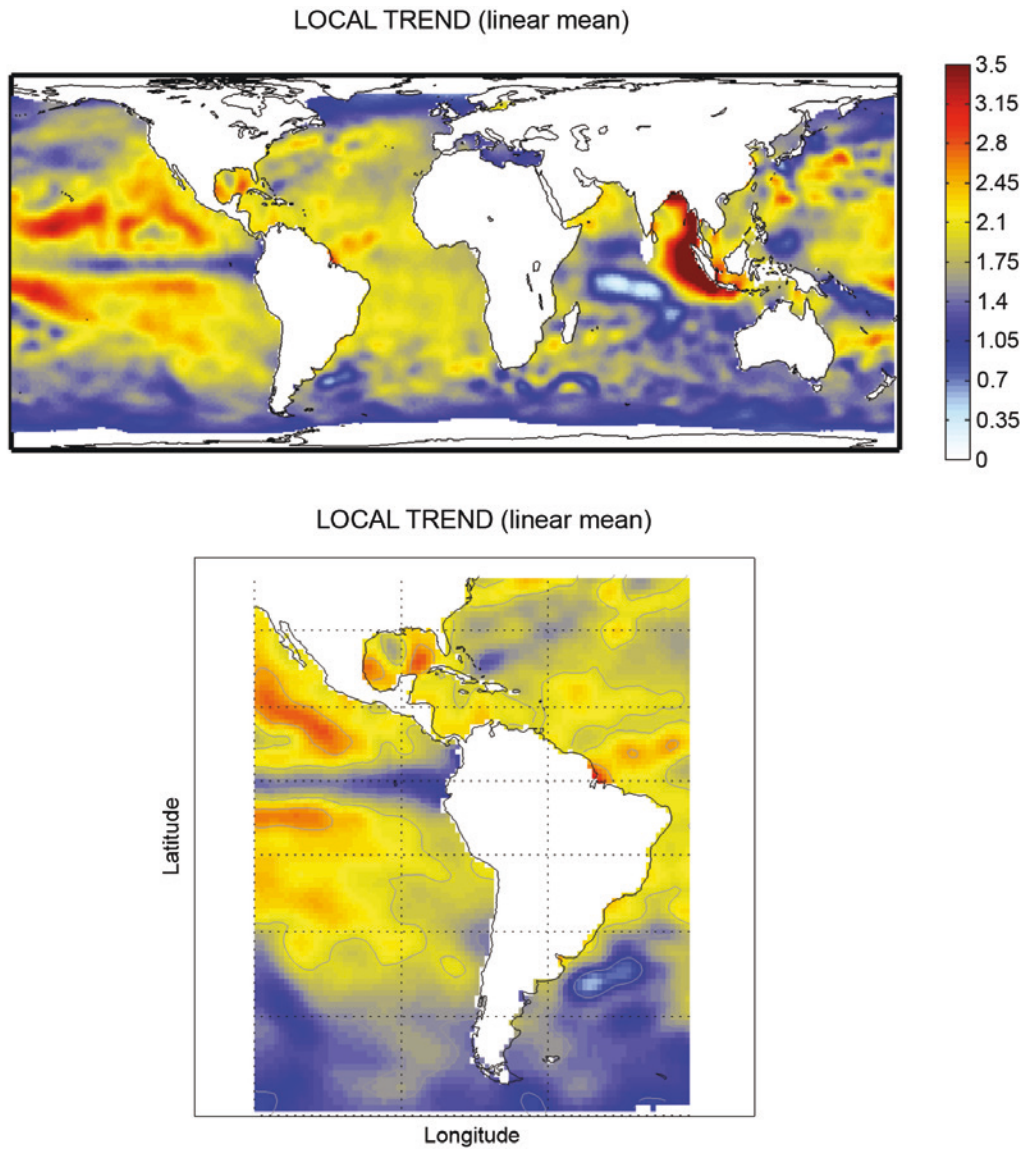 LOCAL TREND (linear mean)
3.5
3.15
2.8
2.45
2.1
1.75
1.4
1.05
0.7
0.35
0
LOCAL TREND (linear mean)
Latitude
Longitude